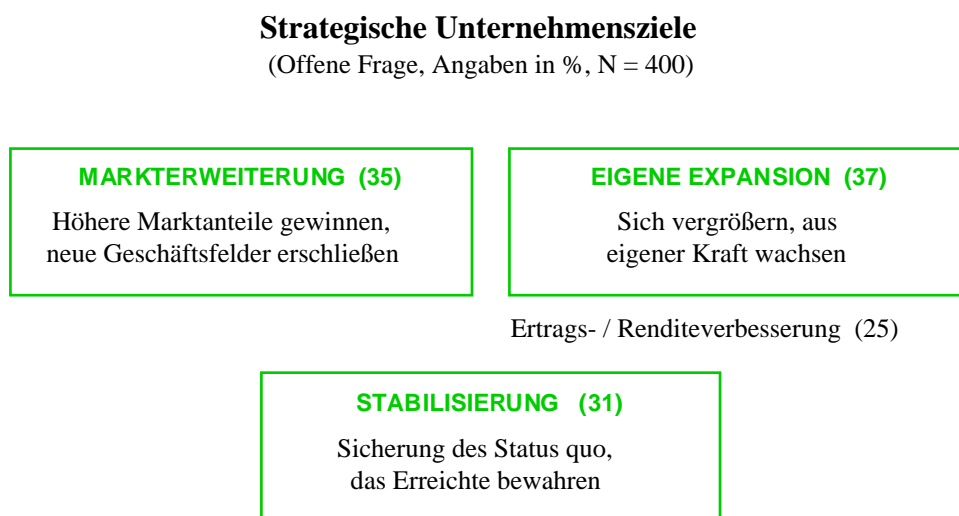 Strategische Unternehmensziele
(Offene Frage, Angaben in %, N = 400)
MARKTERWEITERUNG (35)
Höhere Marktanteile gewinnen,
neue Geschäftsfelder erschließen
EIGENE EXPANSION (37)
Sich vergrößern, aus
eigener Kraft wachsen
Ertrags- / Renditeverbesserung (25)
STABILISIERUNG (31)
Sicherung des Status quo,
das Erreichte bewahren